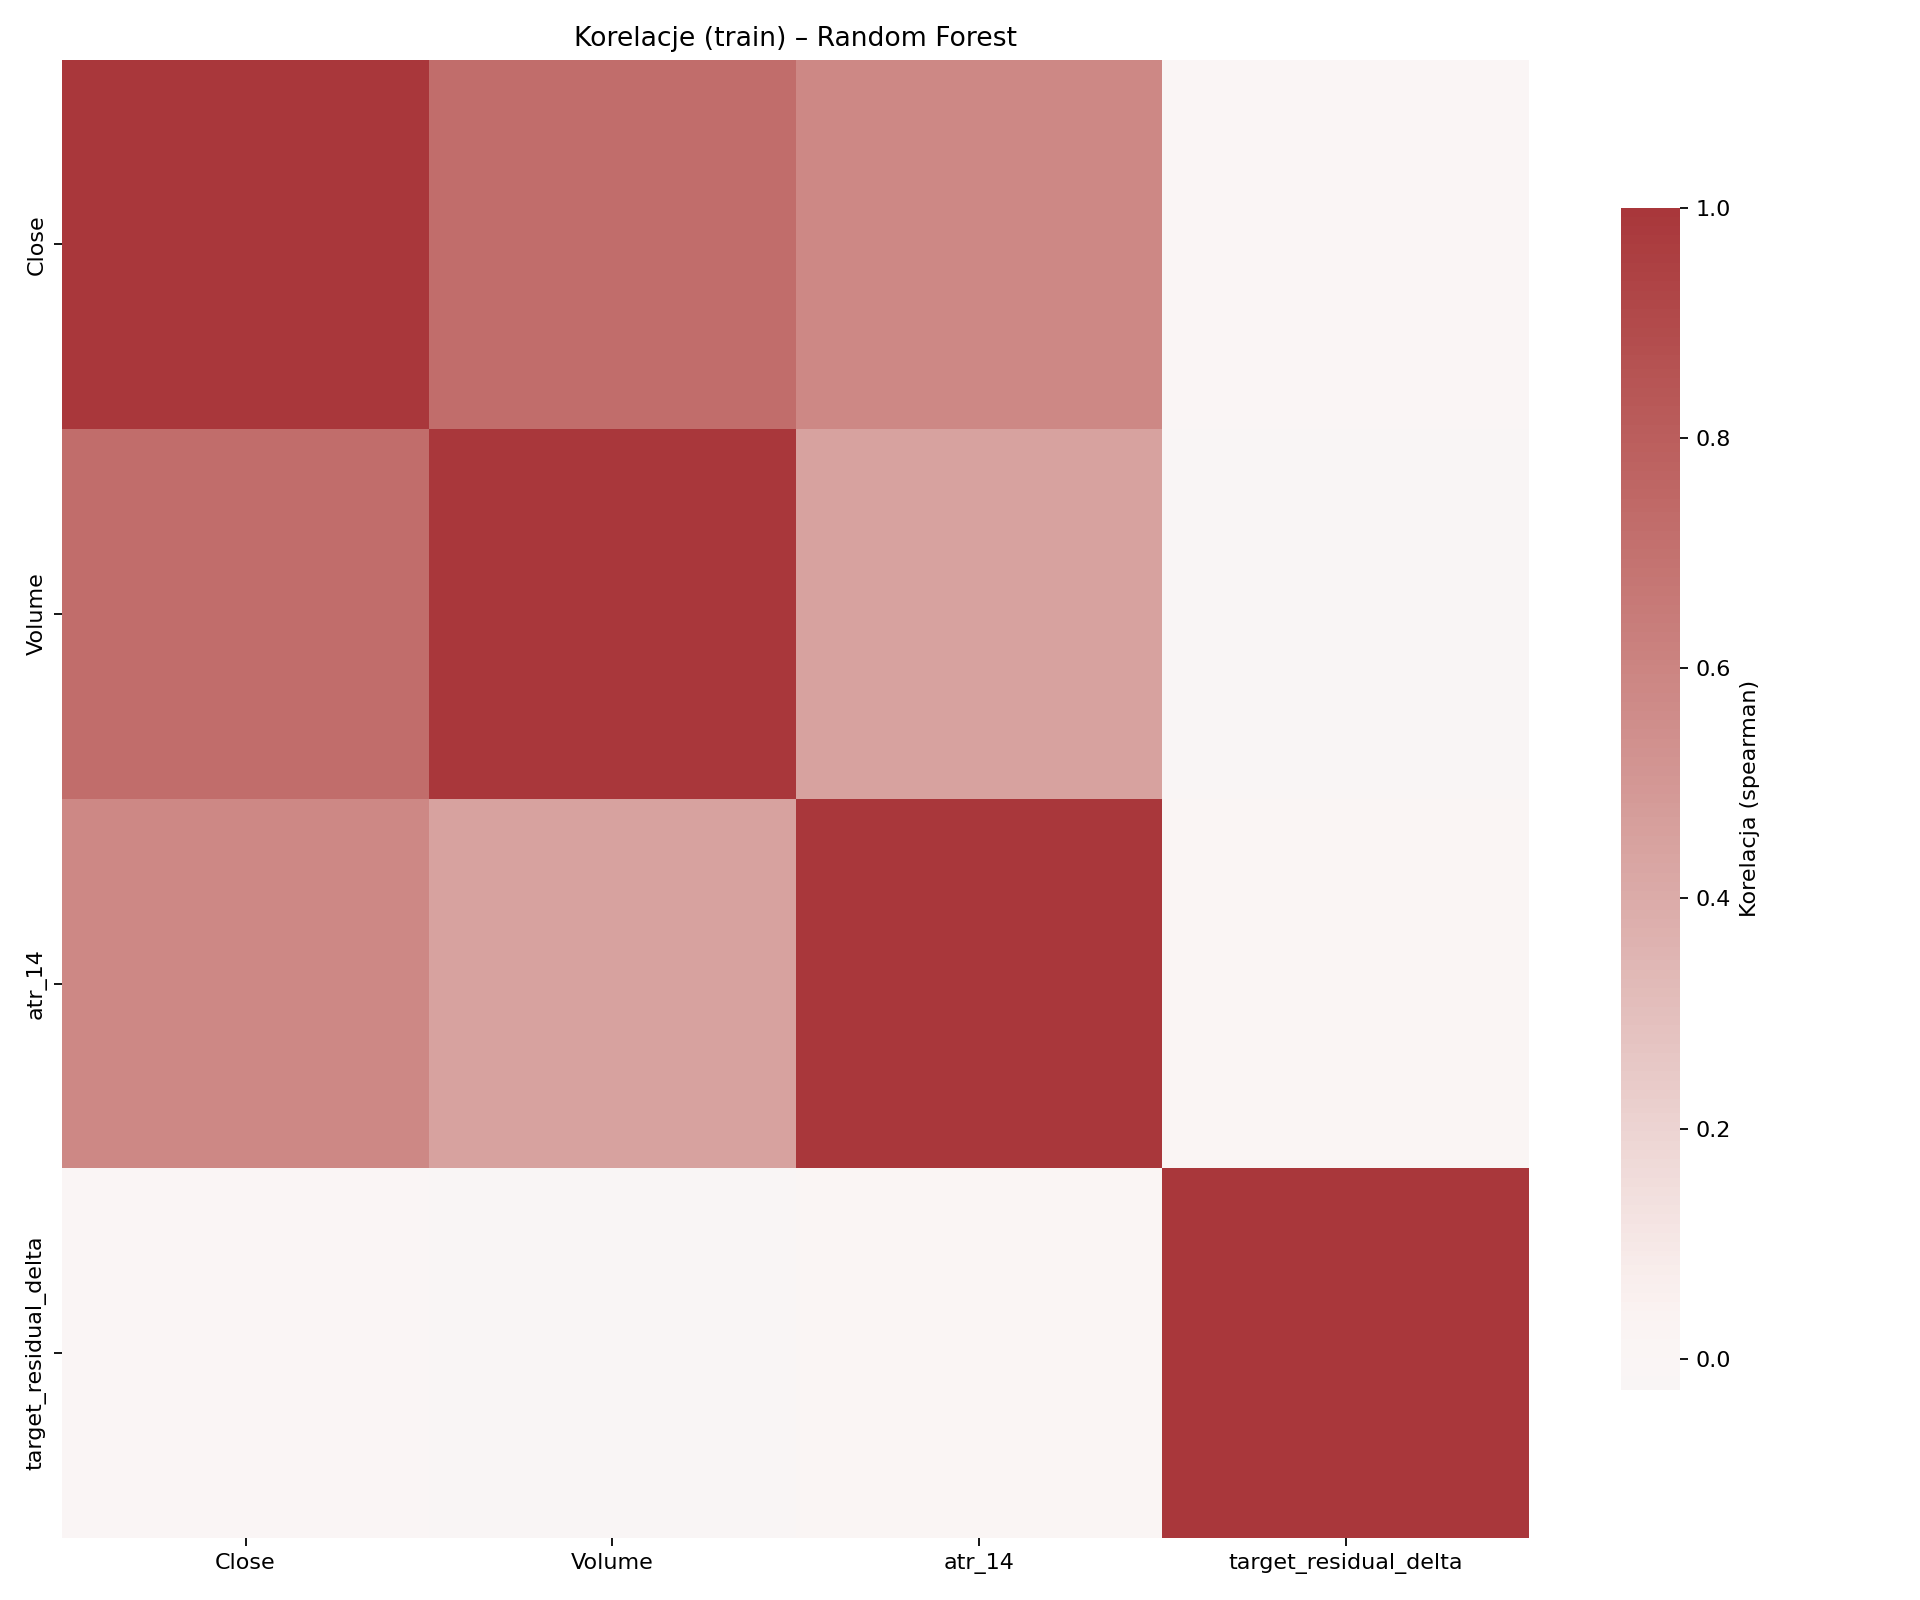 Korelacje (train) – Random Forest
Close
Volume
atr_14
target_residual_delta
Close
Volume
atr_14
target_residual_delta
1.0
0.8
0.6
0.4
0.2
0.0
Korelacja (spearman)